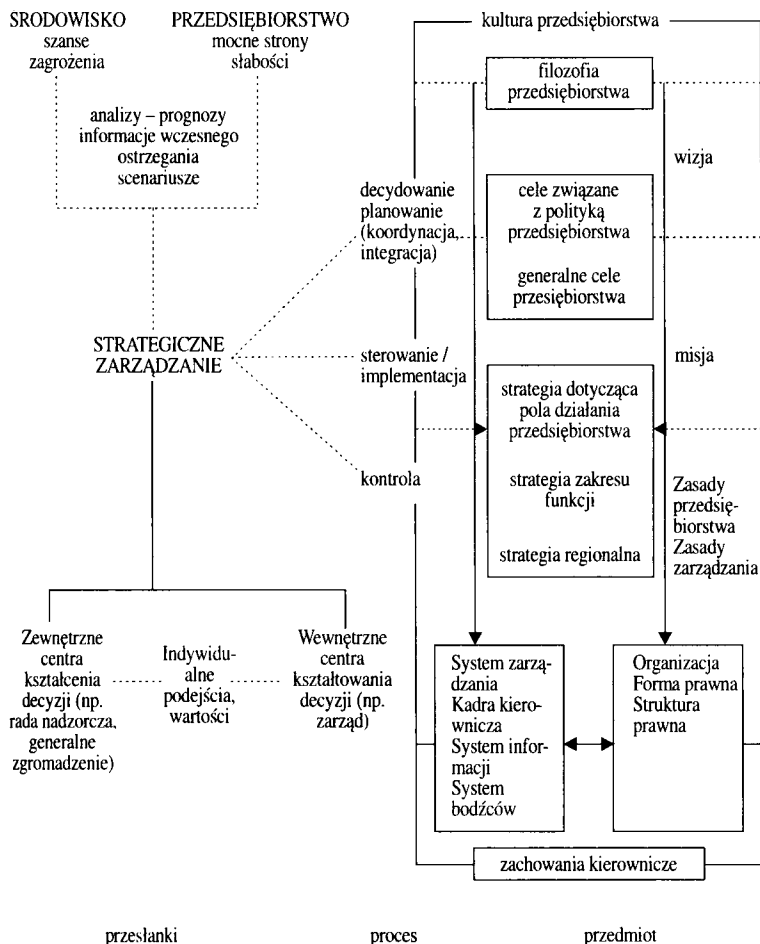 ŚRODOWISKO
szanse
zagrożenia
PRZEDSIĘBIORSTWO
mocne strony
słabości
analizy – prognozy
informacje wczesnego
ostrzegania
scenariusze
STRATEGICZNE
ZARZĄDZANIE
Zewnętrzne
centra
kształcenia
decyzji (np.
rada nadzorcza,
generalne
zgromadzenie)
Indywidu-
alne
podejścia,
wartości
Wewnętrzne
centra
kształtowania
decyzji (np.
zarząd)
decydowanie
planowanie
(koordynacja,
integracja)
sterowanie /
implementacja
kontrola
kultura przedsiębiorstwa
filozofia
przedsiębiorstwa
wizja
cele związane
z polityką
przedsiębiorstwa
generalne cele
przesiębiorstwa
misja
strategia dotycząca
pola działania
przedsiębiorstwa
strategia zakresu
funkcji
strategia regionalna
Zasady
przedsię-
biorstwa
Zasady
zarządzania
System zarzą-
dzania
Kadra kiero-
wnicza
System infor-
macji
System
bodźców
Organizacja
Forma prawna
Struktura
prawna
zachowania kierownicze
przesłanki
proces
przedmiot